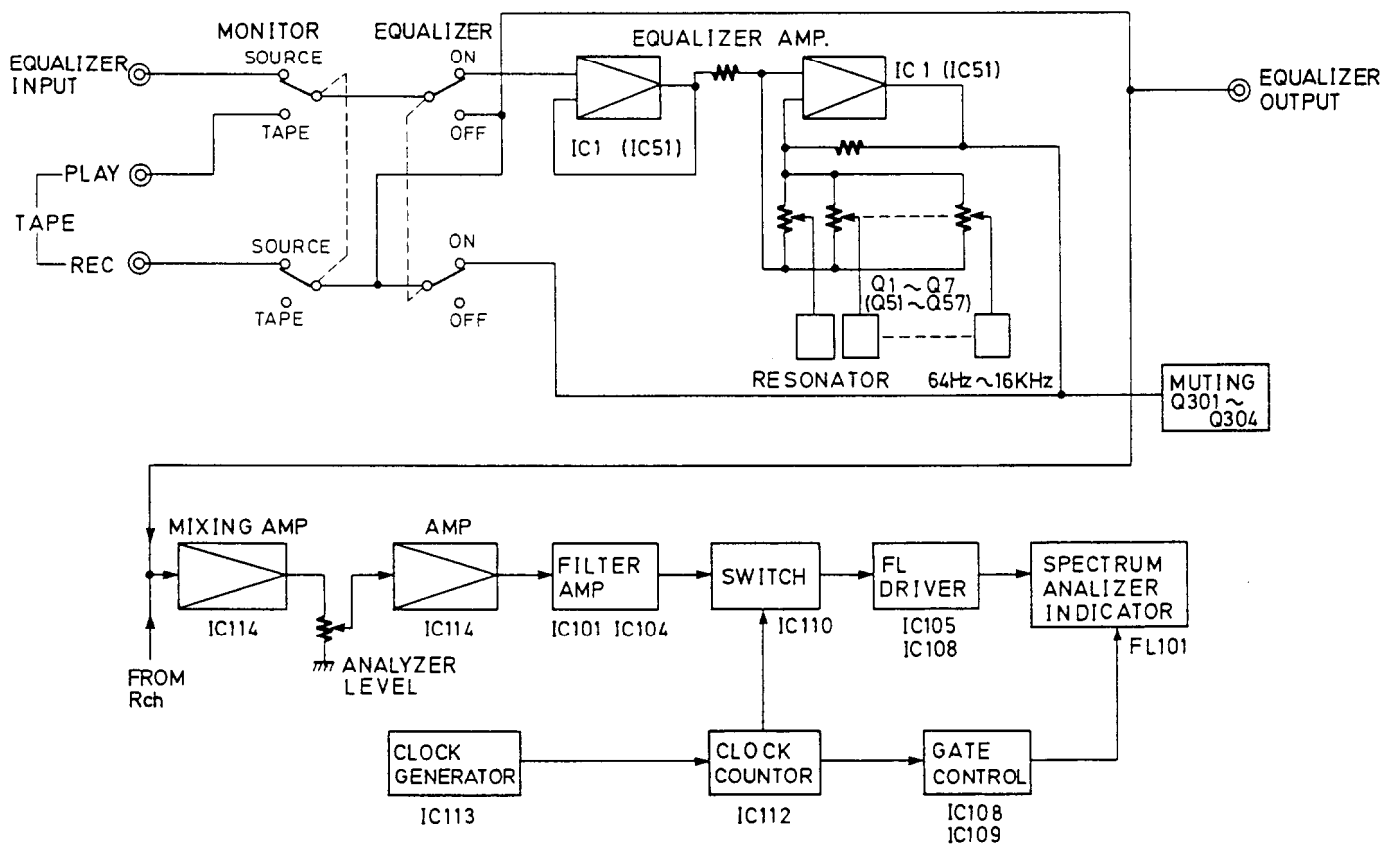 MONITOR
EQUALIZER
EQUALIZER AMP.
EQUALIZER
INPUT
SOURCE
ON
IC1 (IC51)
EQUALIZER
OUTPUT
TAPE
OFF
IC1 (IC51)
PLAY
TAPE
REC
SOURCE
ON
TAPE
OFF
Q1~Q7
(Q51~Q57)
RESONATOR
64Hz~16KHz
MUTING
Q301~
Q304
MIXING AMP
AMP
FILTER
AMP
SWITCH
FL
DRIVER
SPECTRUM
ANALIZER
INDICATOR
IC114
IC114
IC101 IC104
IC110
IC105
IC108
FL101
FROM
Rch
ANALYZER
LEVEL
CLOCK
GENERATOR
CLOCK
COUNTOR
GATE
CONTROL
IC113
IC112
IC108
IC109